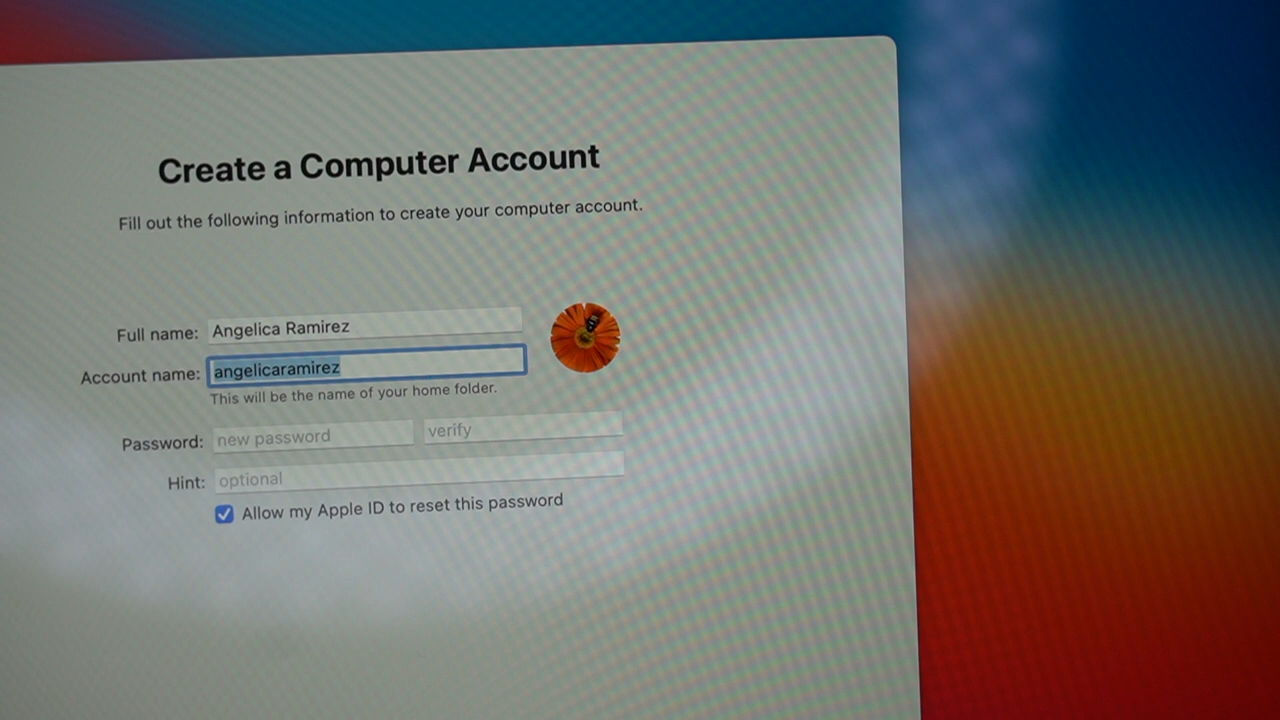 Create a Computer Account
Fill out the following information to create your computer account.
Full name: Angelica Ramirez
Account name: angelicaramirez
This will be the name of your home folder.
Password: new password verify
Hint: optional
Allow my Apple ID to reset this password